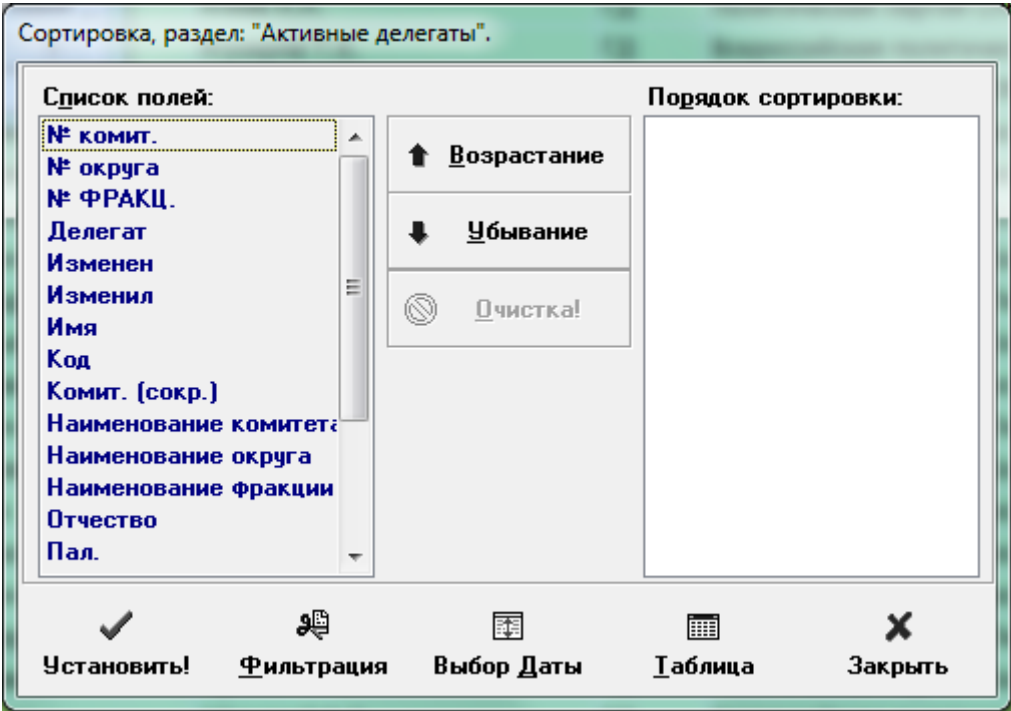 Сортировка, раздел: "Активные делегаты".
Список полей:
№ комит.
№ округа
№ ФРАКЦ.
Делегат
Изменен
Изменил
Имя
Код
Комит. (сокр.)
Наименование комитета
Наименование округа
Наименование фракции
Отчество
Пал.
Возрастание
Убывание
Очистка!
Порядок сортировки:
Установить!
Фильтрация
Выбор Даты
Таблица
Закрыть